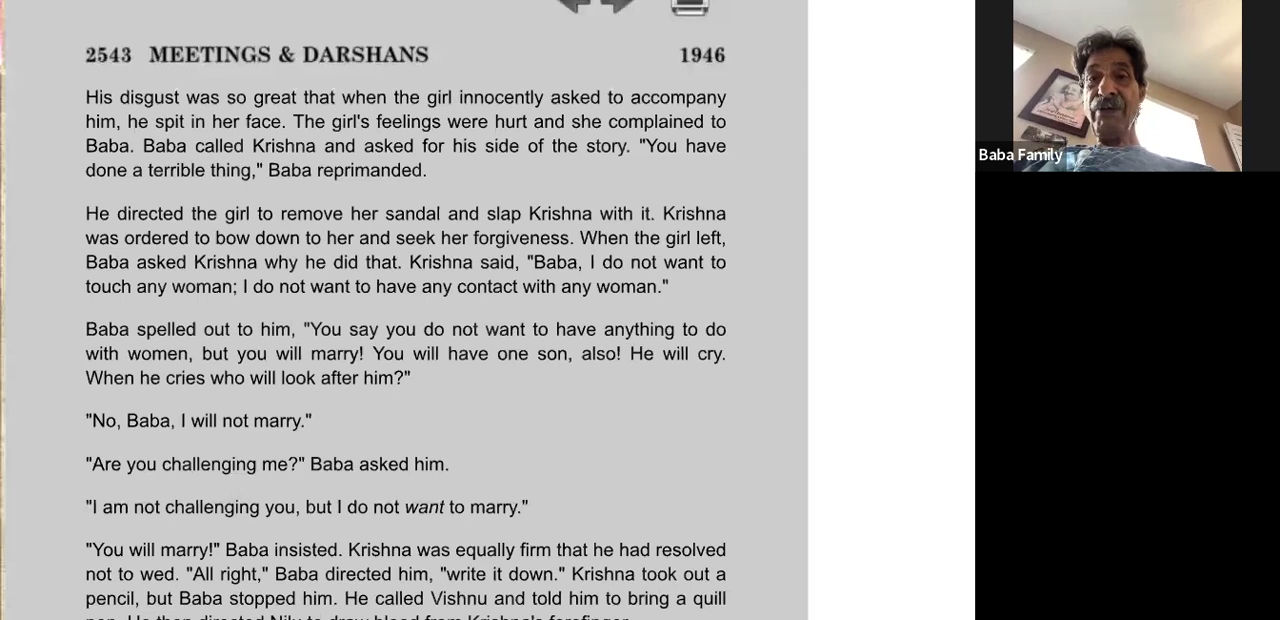 2543 MEETINGS & DARSHANS 1946
His disgust was so great that when the girl innocently asked to accompany
him, he spit in her face. The girl's feelings were hurt and she complained to
Baba. Baba called Krishna and asked for his side of the story. "You have
done a terrible thing," Baba reprimanded.
He directed the girl to remove her sandal and slap Krishna with it. Krishna
was ordered to bow down to her and seek her forgiveness. When the girl left,
Baba asked Krishna why he did that. Krishna said, "Baba, I do not want to
touch any woman; I do not want to have any contact with any woman."
Baba spelled out to him, "You say you do not want to have anything to do
with women, but you will marry! You will have one son, also! He will cry.
When he cries who will look after him?"
"No, Baba, I will not marry."
"Are you challenging me?" Baba asked him.
"I am not challenging you, but I do not want to marry."
"You will marry!" Baba insisted. Krishna was equally firm that he had resolved
not to wed. "All right," Baba directed him, "write it down." Krishna took out a
pencil, but Baba stopped him. He called Vishnu and told him to bring a quill
pen. He then directed Nilu to draw blood from Krishna's forefinger
Baba Family